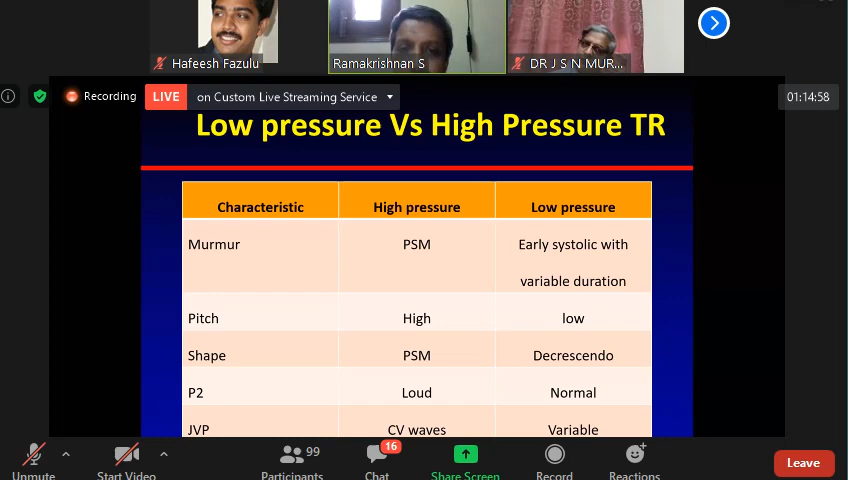 Hafeesh Fazulu
Ramakrishnan S
DR J S N MUR...
Recording
LIVE
on Custom Live Streaming Service
01:14:58
Low pressure Vs High Pressure TR
Characteristic High pressure Low pressure
Murmur PSM Early systolic with
variable duration
Pitch High low
Shape PSM Decrescendo
P2 Loud Normal
JVP CV waves Variable
99
16
Unmute Start Video Participants Chat Share Screen Record Reactions
Leave